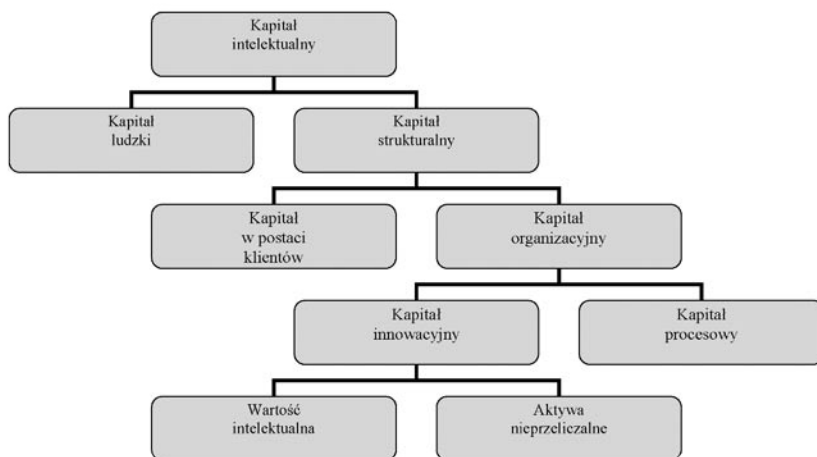 Kapitał
intelektualny
Kapitał
ludzki
Kapitał
strukturalny
Kapitał
w postaci
klientów
Kapitał
organizacyjny
Kapitał
innowacyjny
Kapitał
procesowy
Wartość
intelektualna
Aktywa
nieprzeliczalne